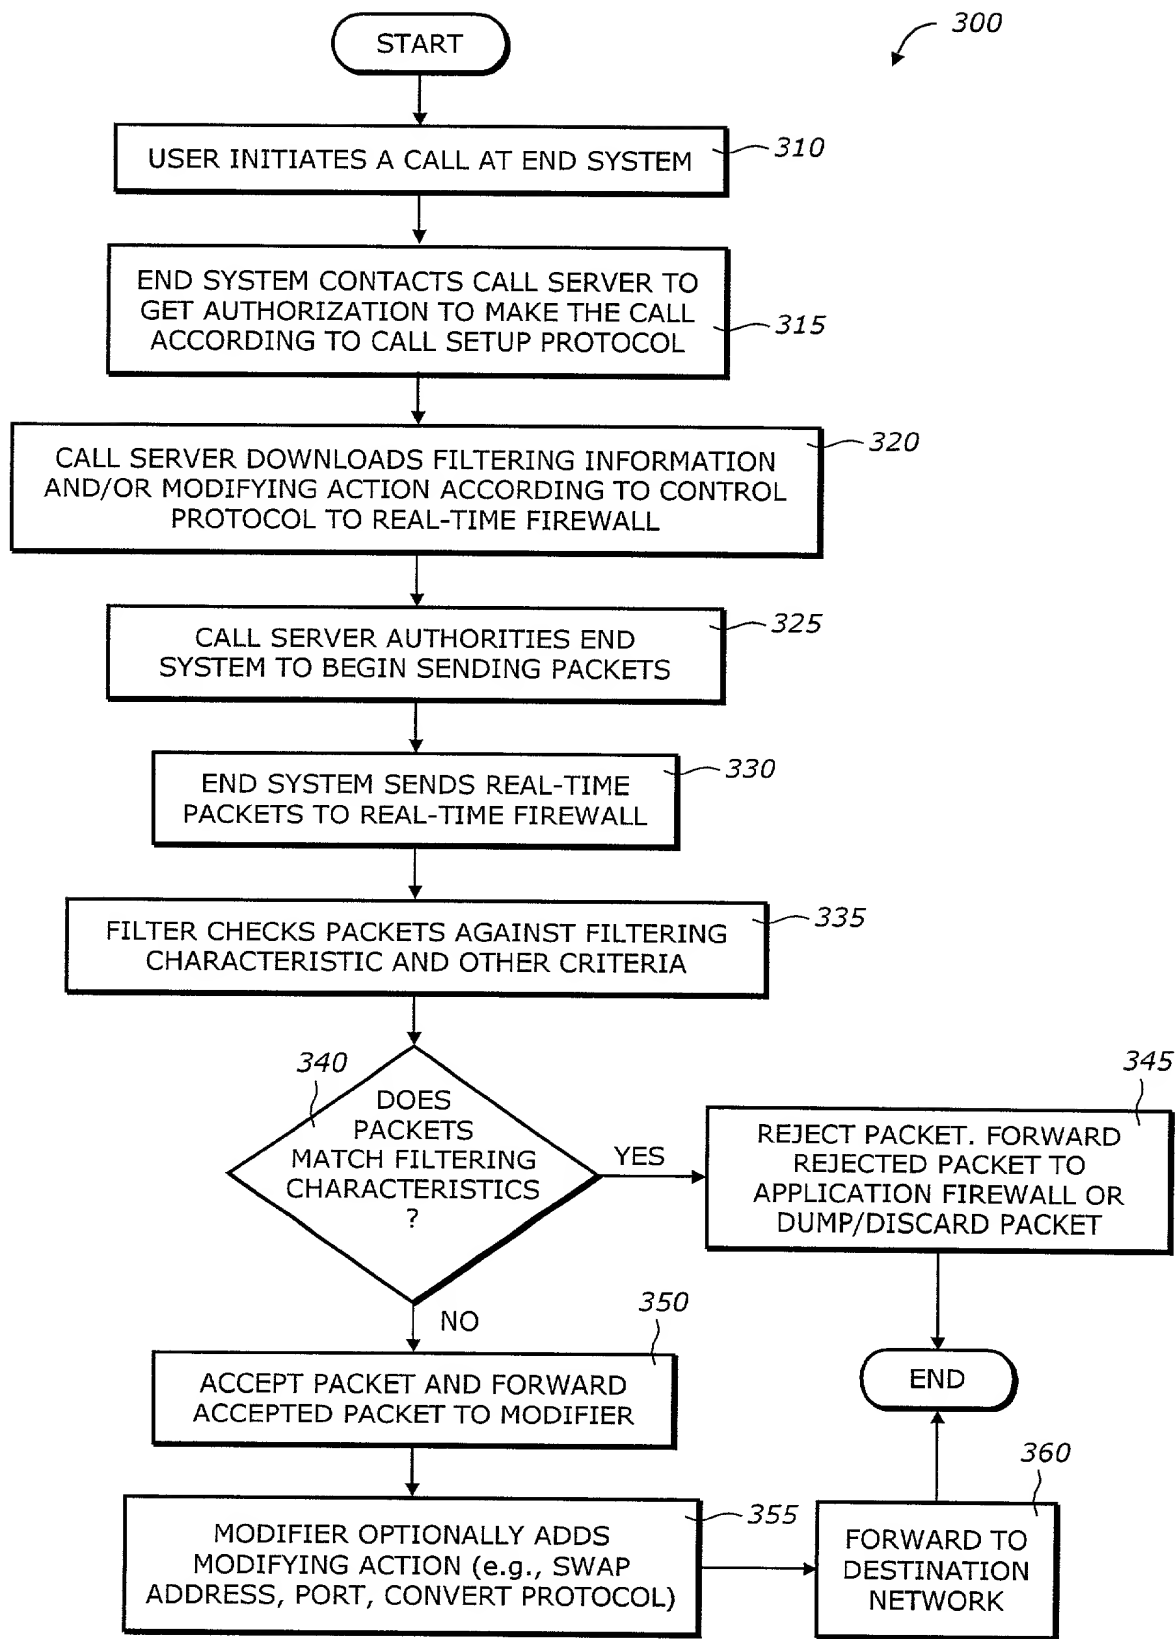 300
START
USER INITIATES A CALL AT END SYSTEM
310
END SYSTEM CONTACTS CALL SERVER TO
GET AUTHORIZATION TO MAKE THE CALL
ACCORDING TO CALL SETUP PROTOCOL
315
CALL SERVER DOWNLOADS FILTERING INFORMATION
AND/OR MODIFYING ACTION ACCORDING TO CONTROL
PROTOCOL TO REAL-TIME FIREWALL
320
CALL SERVER AUTHORITIES END
SYSTEM TO BEGIN SENDING PACKETS
325
END SYSTEM SENDS REAL-TIME
PACKETS TO REAL-TIME FIREWALL
330
FILTER CHECKS PACKETS AGAINST FILTERING
CHARACTERISTIC AND OTHER CRITERIA
335
340
DOES
PACKETS
MATCH FILTERING
CHARACTERISTICS
?
YES
345
REJECT PACKET. FORWARD
REJECTED PACKET TO
APPLICATION FIREWALL OR
DUMP/DISCARD PACKET
NO
350
ACCEPT PACKET AND FORWARD
ACCEPTED PACKET TO MODIFIER
END
355
MODIFIER OPTIONALLY ADDS
MODIFYING ACTION (e.g., SWAP
ADDRESS, PORT, CONVERT PROTOCOL)
360
FORWARD TO
DESTINATION
NETWORK